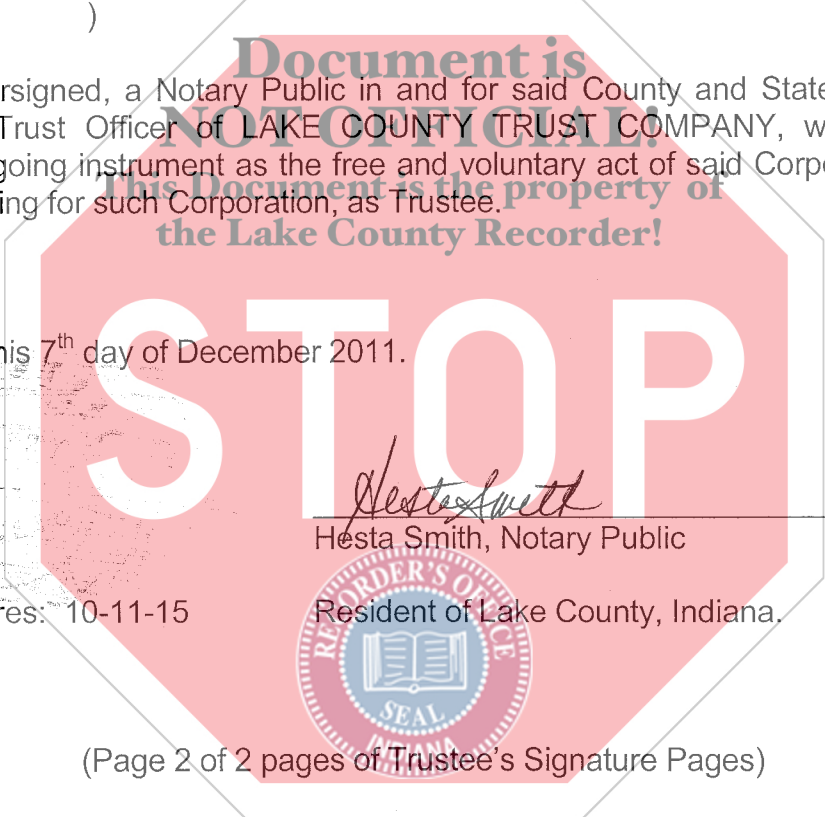 )
Document is
rsigned, a Notary Public in and for said County and State
NOT OFFICIAL!
Trust Officer of LAKE COUNTY TRUST COMPANY, w
going instrument as the free and voluntary act of said Corp
This Document is the property of
ing for such Corporation, as Trustee.
the Lake County Recorder!
STOP
his 7th day of December 2011.
Hesta Smith
Hesta Smith, Notary Public
res: 10-11-15 Resident of Lake County, Indiana.
RECORDER'S OFFICE
SEAL
INDIANA
(Page 2 of 2 pages of Trustee's Signature Pages)